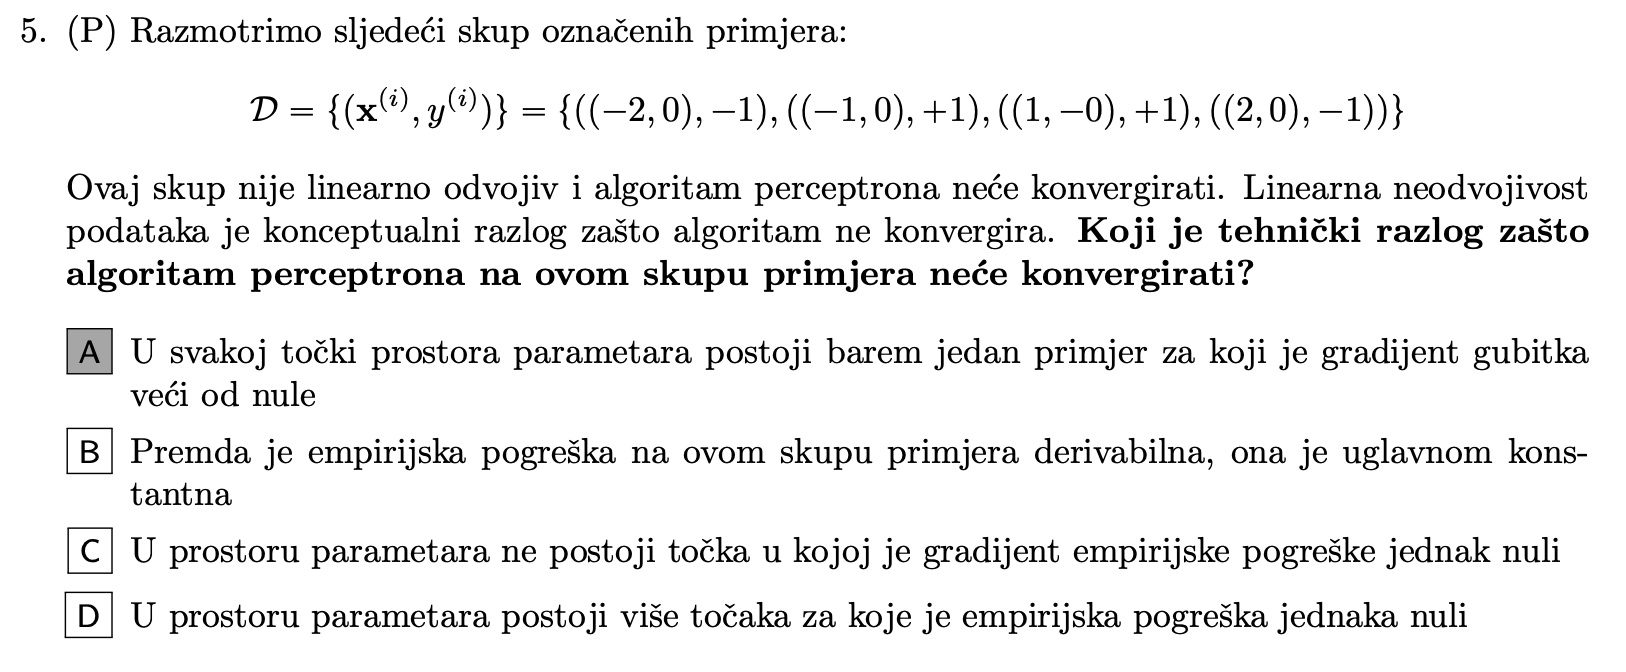 5. (P) Razmotrimo sljedeći skup označenih primjera:
𝒟 = {(x⁽ⁱ⁾, y⁽ⁱ⁾)} = {((−2, 0), −1), ((−1, 0), +1), ((1, −0), +1), ((2, 0), −1))}
Ovaj skup nije linearno odvojiv i algoritam perceptrona neće konvergirati. Linearna neodvojivost
podataka je konceptualni razlog zašto algoritam ne konvergira. Koji je tehnički razlog zašto
algoritam perceptrona na ovom skupu primjera neće konvergirati?
A U svakoj točki prostora parametara postoji barem jedan primjer za koji je gradijent gubitka
veći od nule
B Premda je empirijska pogreška na ovom skupu primjera derivabilna, ona je uglavnom kons-
tantna
C U prostoru parametara ne postoji točka u kojoj je gradijent empirijske pogreške jednak nuli
D U prostoru parametara postoji više točaka za koje je empirijska pogreška jednaka nuli